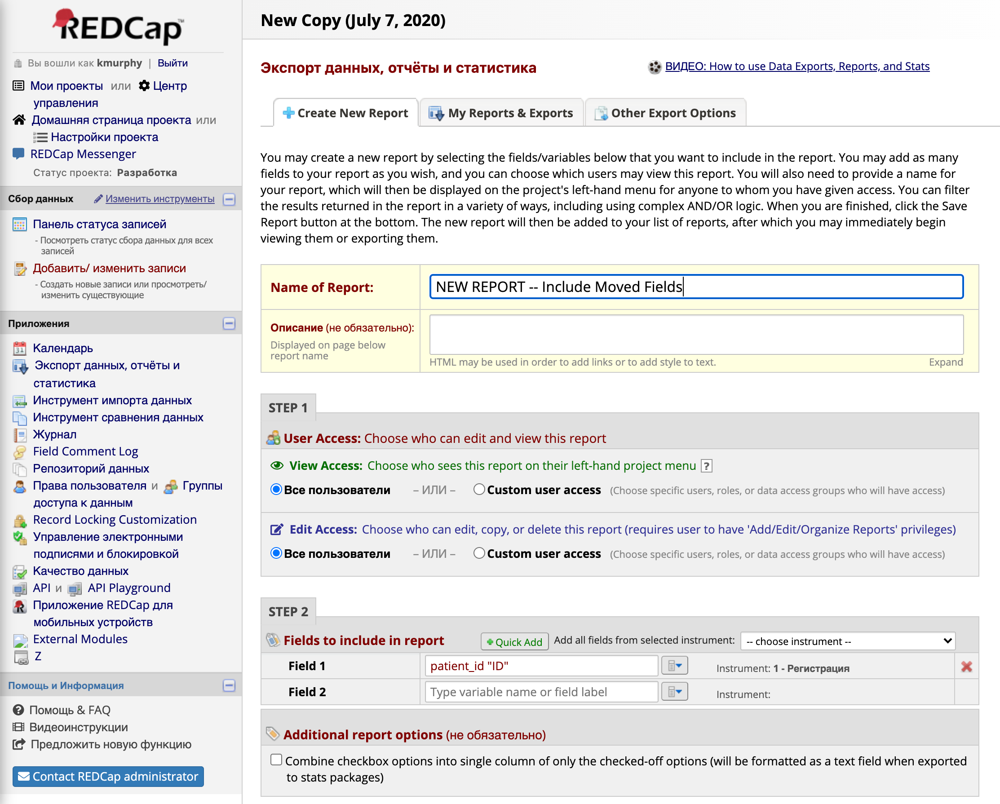 REDCap™
Вы вошли как kmurphy | Выйти
Мои проекты или Центр
управления
Домашняя страница проекта или
Настройки проекта
REDCap Messenger
Статус проекта: Разработка
Сбор данных Изменить инструменты
Панель статуса записей
- Посмотреть статус сбора данных для всех
записей
Добавить/ изменить записи
- Создать новые записи или просмотреть/
изменить существующие
Приложения
31 Календарь
Экспорт данных, отчёты и
статистика
Инструмент импорта данных
Инструмент сравнения данных
Журнал
Field Comment Log
Репозиторий данных
Права пользователя и Группы
доступа к данным
Record Locking Customization
Управление электронными
подписями и блокировкой
Качество данных
API и API Playground
Приложение REDCap для
мобильных устройств
External Modules
Z
Помощь и Информация
Помощь & FAQ
Видеоинструкции
Предложить новую функцию
Contact REDCap administrator
New Copy (July 7, 2020)
Экспорт данных, отчёты и статистика
ВИДЕО: How to use Data Exports, Reports, and Stats
Create New Report
My Reports & Exports
Other Export Options
You may create a new report by selecting the fields/variables below that you want to include in the report. You may add as many
fields to your report as you wish, and you can choose which users may view this report. You will also need to provide a name for
your report, which will then be displayed on the project's left-hand menu for anyone to whom you have given access. You can filter
the results returned in the report in a variety of ways, including using complex AND/OR logic. When you are finished, click the Save
Report button at the bottom. The new report will then be added to your list of reports, after which you may immediately begin
viewing them or exporting them.
Name of Report: NEW REPORT -- Include Moved Fields
Описание (не обязательно):
Displayed on page below
report name
HTML may be used in order to add links or to add style to text. Expand
STEP 1
User Access: Choose who can edit and view this report
View Access: Choose who sees this report on their left-hand project menu ?
Все пользователи – ИЛИ – Custom user access (Choose specific users, roles, or data access groups who will have access)
Edit Access: Choose who can edit, copy, or delete this report (requires user to have 'Add/Edit/Organize Reports' privileges)
Все пользователи – ИЛИ – Custom user access (Choose specific users, roles, or data access groups who will have access)
STEP 2
Fields to include in report Quick Add Add all fields from selected instrument: -- choose instrument --
Field 1 patient_id "ID" Instrument: 1 - Регистрация
Field 2 Type variable name or field label Instrument:
Additional report options (не обязательно)
Combine checkbox options into single column of only the checked-off options (will be formatted as a text field when exported
to stats packages)